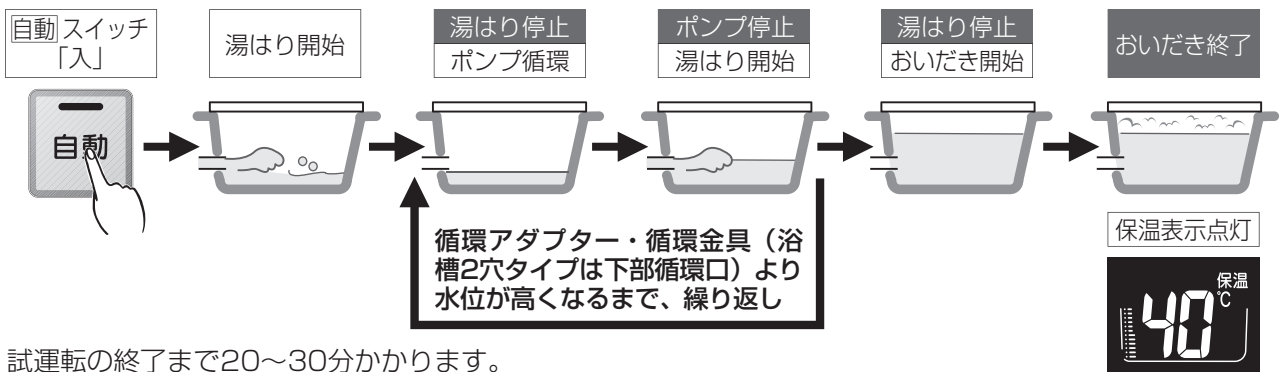 自動 スイッチ
「入」
湯はり開始
湯はり停止
ポンプ循環
ポンプ停止
湯はり開始
湯はり停止
おいだき開始
おいだき終了
自動
循環アダプター・循環金具（浴
槽2穴タイプは下部循環口）より
水位が高くなるまで、繰り返し
保温表示点灯
保温
40℃
試運転の終了まで20〜30分かかります。